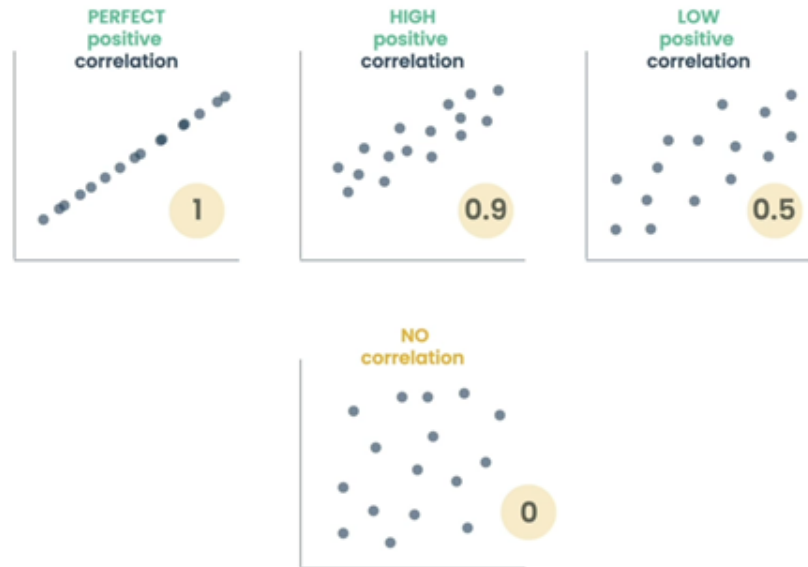 PERFECT
positive
correlation
1
HIGH
positive
correlation
0.9
LOW
positive
correlation
0.5
NO
correlation
0